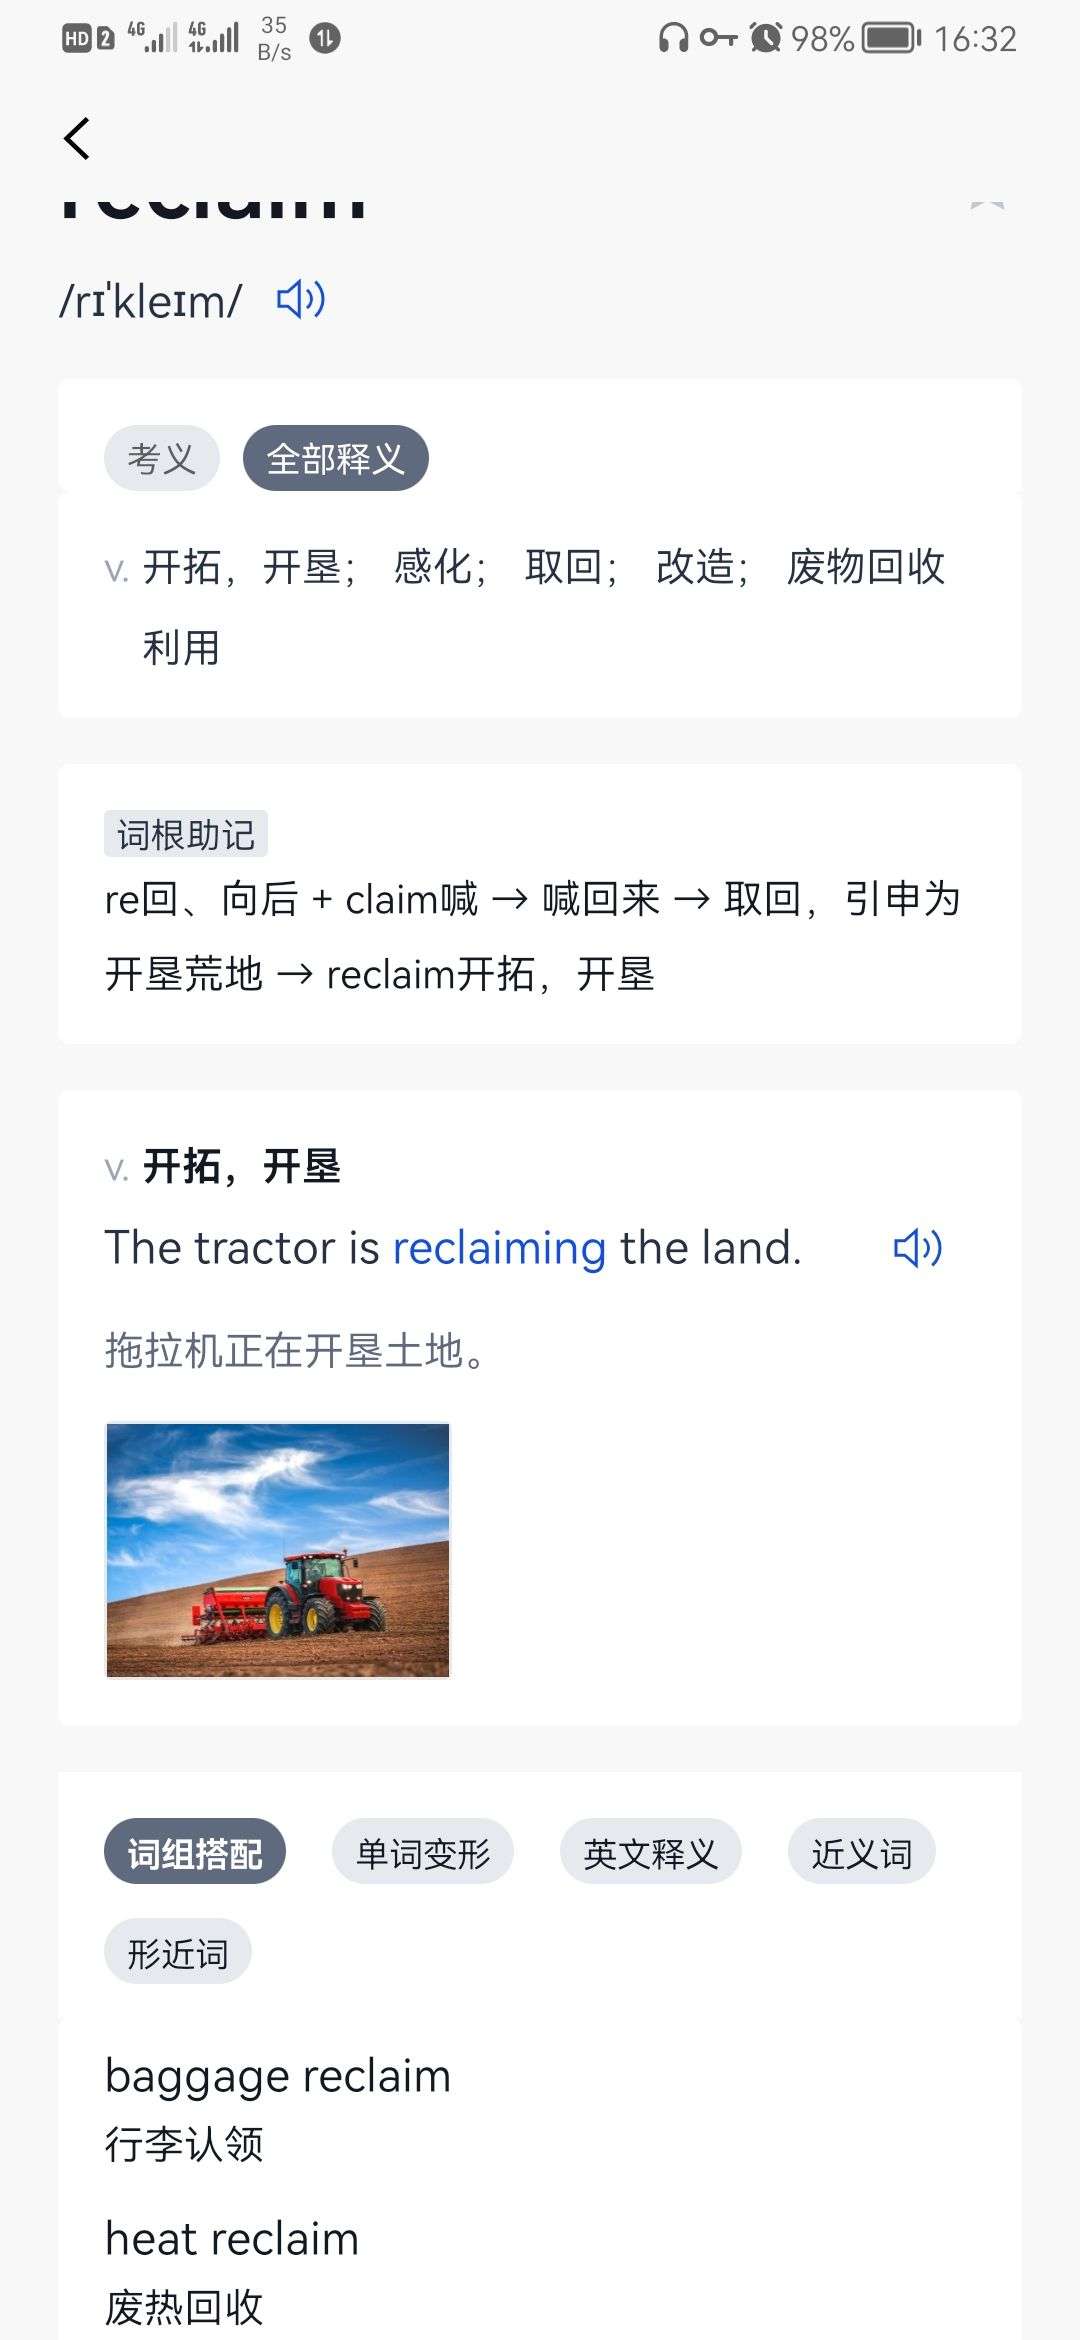 HD 2 4G 4G 35 B/s 98% 16:32
reclaim
/rɪˈkleɪm/
考义 全部释义
v. 开拓，开垦； 感化； 取回； 改造； 废物回收
利用
词根助记
re回、向后 + claim喊 → 喊回来 → 取回，引申为
开垦荒地 → reclaim开拓，开垦
v. 开拓，开垦
The tractor is reclaiming the land.
拖拉机正在开垦土地。
词组搭配 单词变形 英文释义 近义词
形近词
baggage reclaim
行李认领
heat reclaim
废热回收